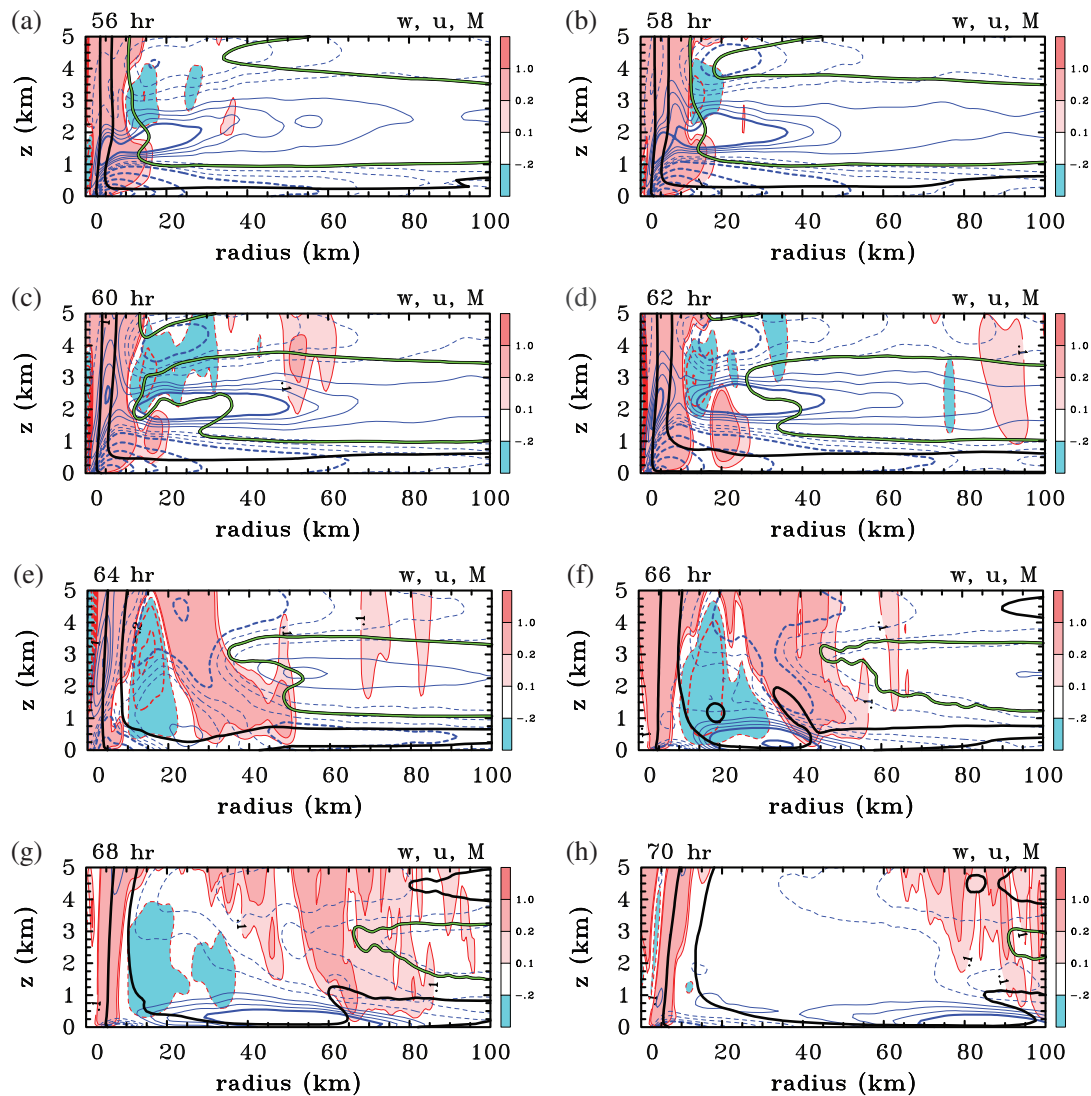 (a) 56 hr w, u, M
(b) 58 hr w, u, M
5 4 3 2 1 0
z (km)
1.0 0.2 0.1 -.2
0 20 40 60 80 100
radius (km)
5 4 3 2 1 0
z (km)
1.0 0.2 0.1 -.2
0 20 40 60 80 100
radius (km)
(c) 60 hr w, u, M
(d) 62 hr w, u, M
5 4 3 2 1 0
z (km)
.1
1.0 0.2 0.1 -.2
0 20 40 60 80 100
radius (km)
5 4 3 2 1 0
z (km)
.1
1.0 0.2 0.1 -.2
0 20 40 60 80 100
radius (km)
(e) 64 hr w, u, M
(f) 66 hr w, u, M
5 4 3 2 1 0
z (km)
.1
1.0 0.2 0.1 -.2
0 20 40 60 80 100
radius (km)
5 4 3 2 1 0
z (km)
.1
1.0 0.2 0.1 -.2
0 20 40 60 80 100
radius (km)
(g) 68 hr w, u, M
(h) 70 hr w, u, M
5 4 3 2 1 0
z (km)
.1 .1
1.0 0.2 0.1 -.2
0 20 40 60 80 100
radius (km)
5 4 3 2 1 0
z (km)
.1 .1 .1
1.0 0.2 0.1 -.2
0 20 40 60 80 100
radius (km)